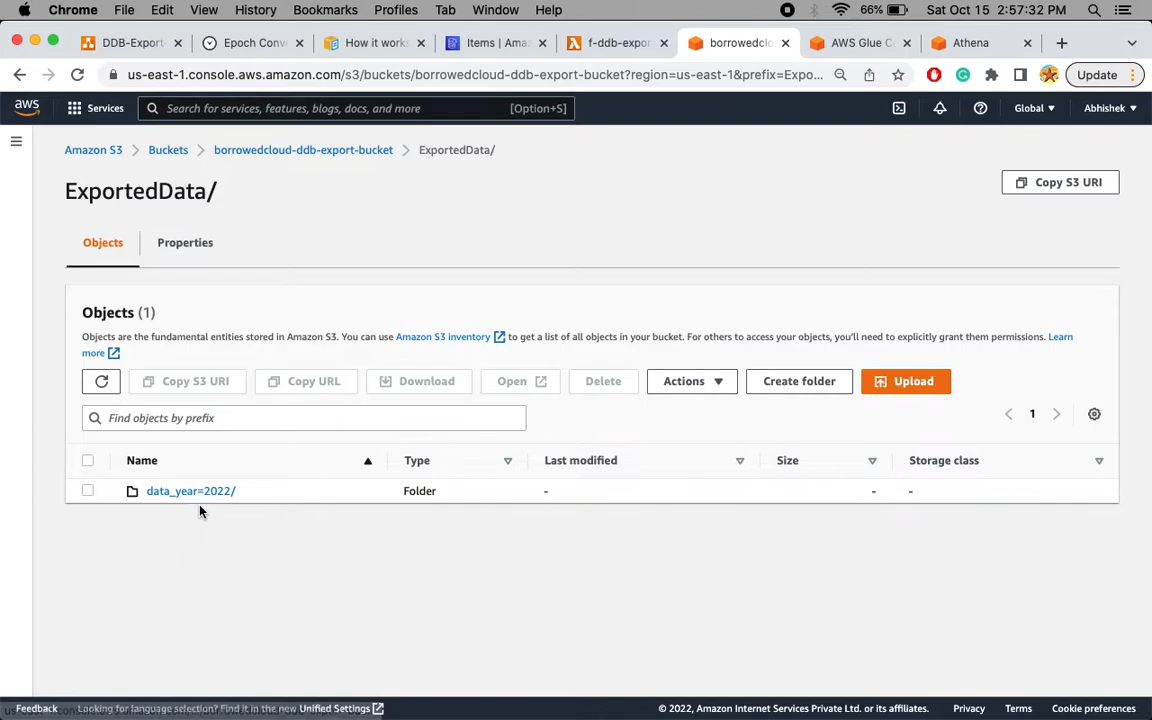 Chrome File Edit View History Bookmarks Profiles Tab Window Help 66% Sat Oct 15 2:57:32 PM
DDB-Export Epoch Conv How it works Items | Ama f-ddb-expor borrowedclo AWS Glue C Athena
us-east-1.console.aws.amazon.com/s3/buckets/borrowedcloud-ddb-export-bucket?region=us-east-1&prefix=Expo... Update
aws Services Search for services, features, blogs, docs, and more [Option+S] Global Abhishek
Amazon S3 Buckets borrowedcloud-ddb-export-bucket ExportedData/
ExportedData/
Copy S3 URI
Objects Properties
Objects (1)
Objects are the fundamental entities stored in Amazon S3. You can use Amazon S3 inventory to get a list of all objects in your bucket. For others to access your objects, you'll need to explicitly grant them permissions. Learn
more
Copy S3 URI Copy URL Download Open Delete Actions Create folder Upload
Find objects by prefix 1
Name Type Last modified Size Storage class
data_year=2022/ Folder - - -
Feedback Looking for language selection? Find it in the new Unified Settings © 2022, Amazon Internet Services Private Ltd. or its affiliates. Privacy Terms Cookie preferences